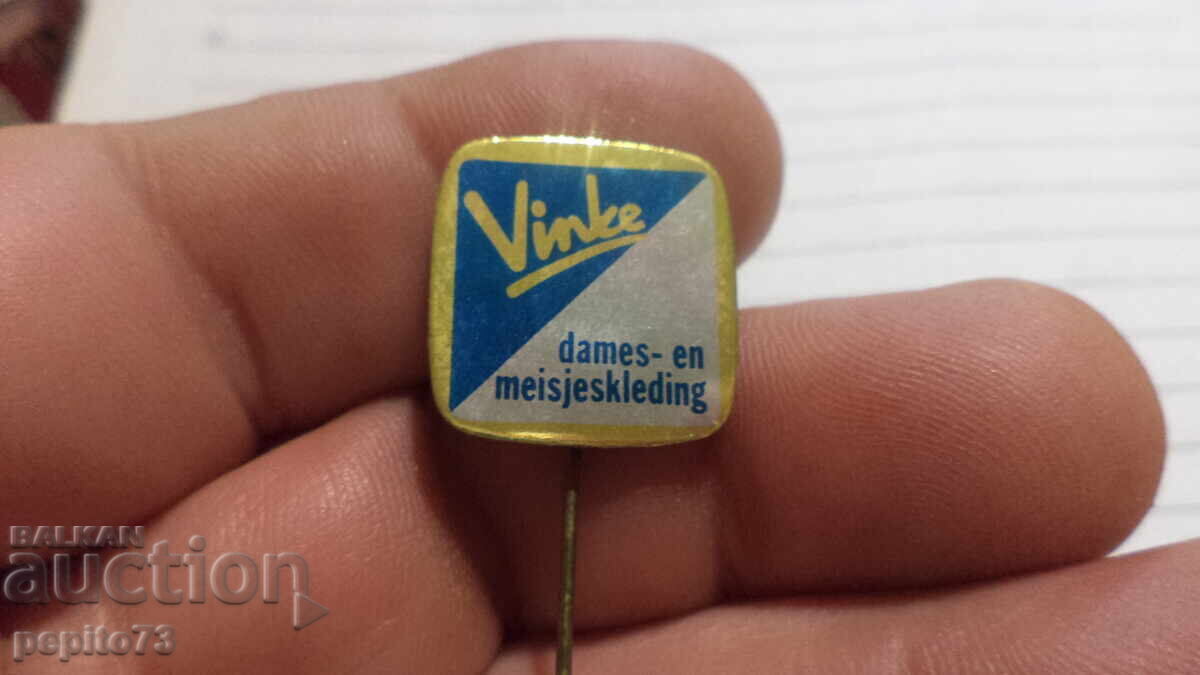 Vinke
dames- en
meisjeskleding
BALKAN
auction
pepito73